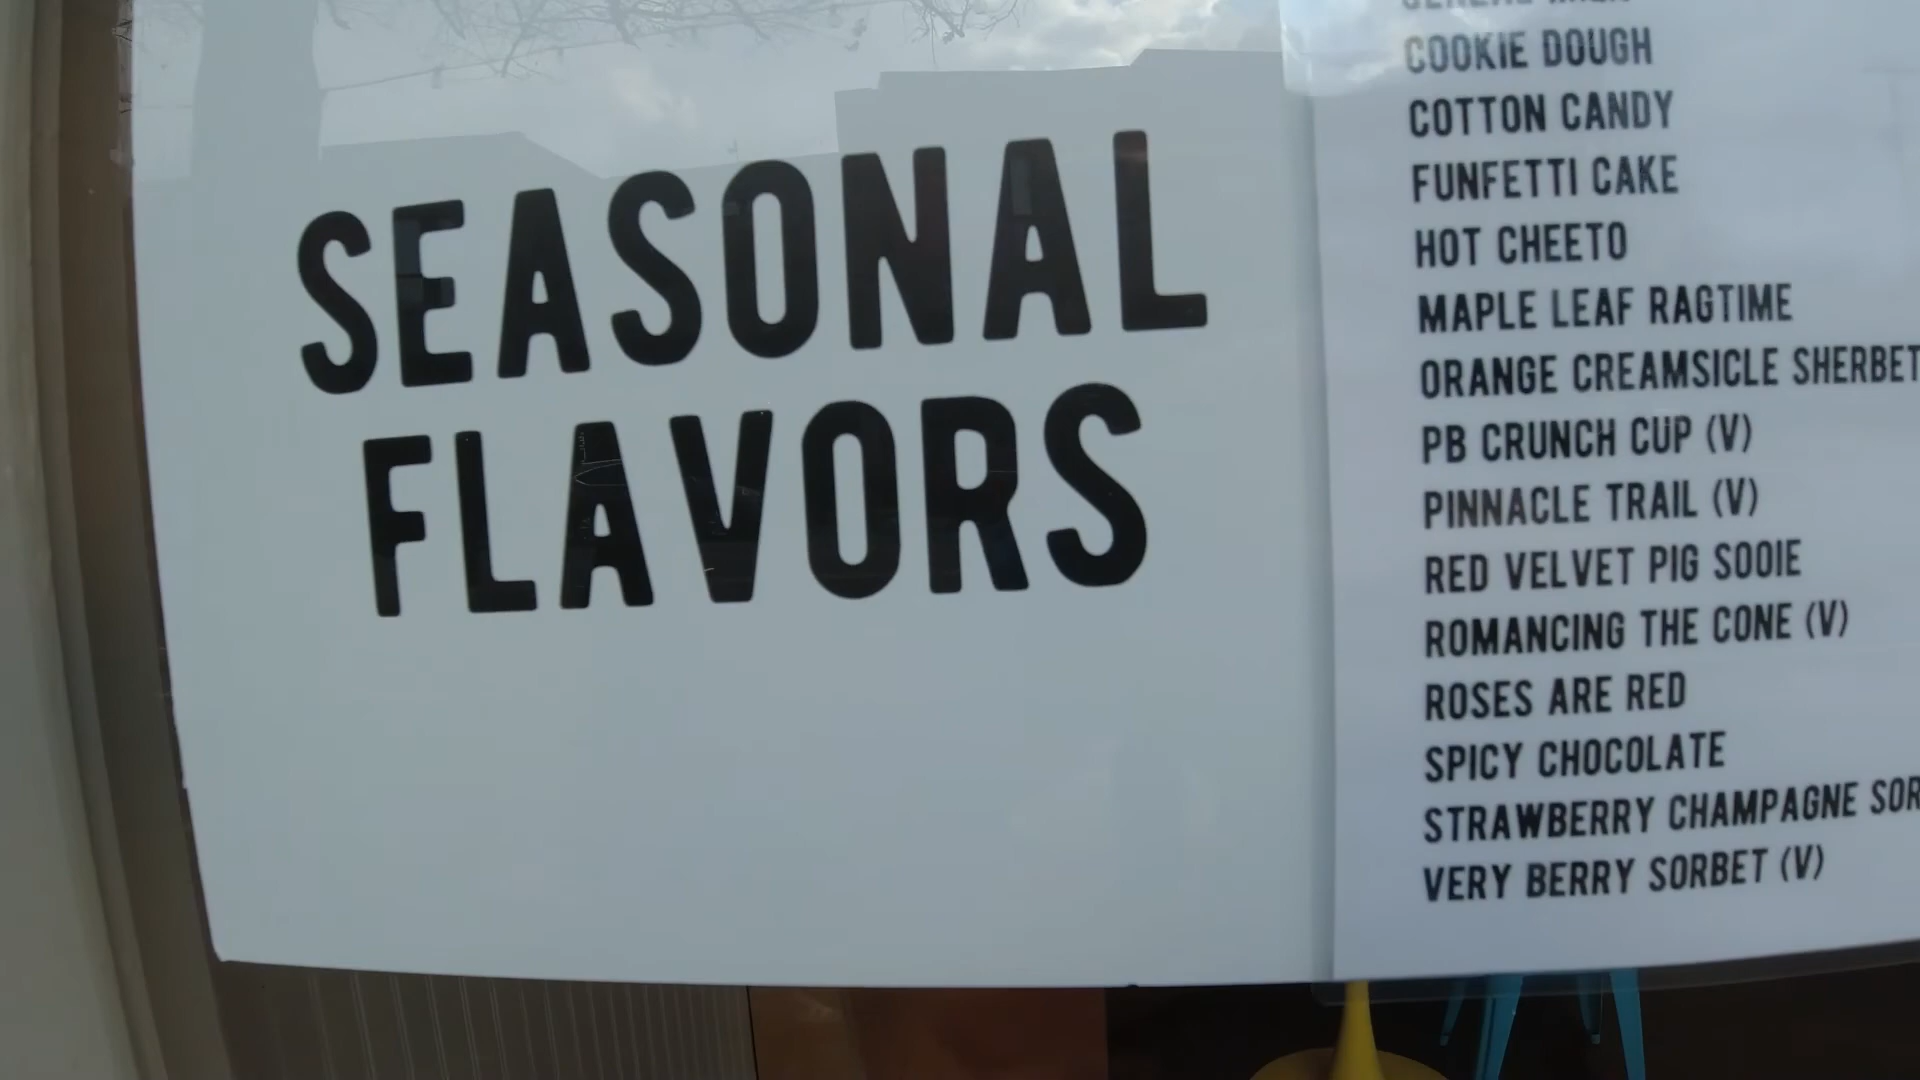 SEASONAL
FLAVORS
COOKIE DOUGH
COTTON CANDY
FUNFETTI CAKE
HOT CHEETO
MAPLE LEAF RAGTIME
ORANGE CREAMSICLE SHERBET
PB CRUNCH CUP (V)
PINNACLE TRAIL (V)
RED VELVET PIG SOOIE
ROMANCING THE CONE (V)
ROSES ARE RED
SPICY CHOCOLATE
STRAWBERRY CHAMPAGNE SOR
VERY BERRY SORBET (V)